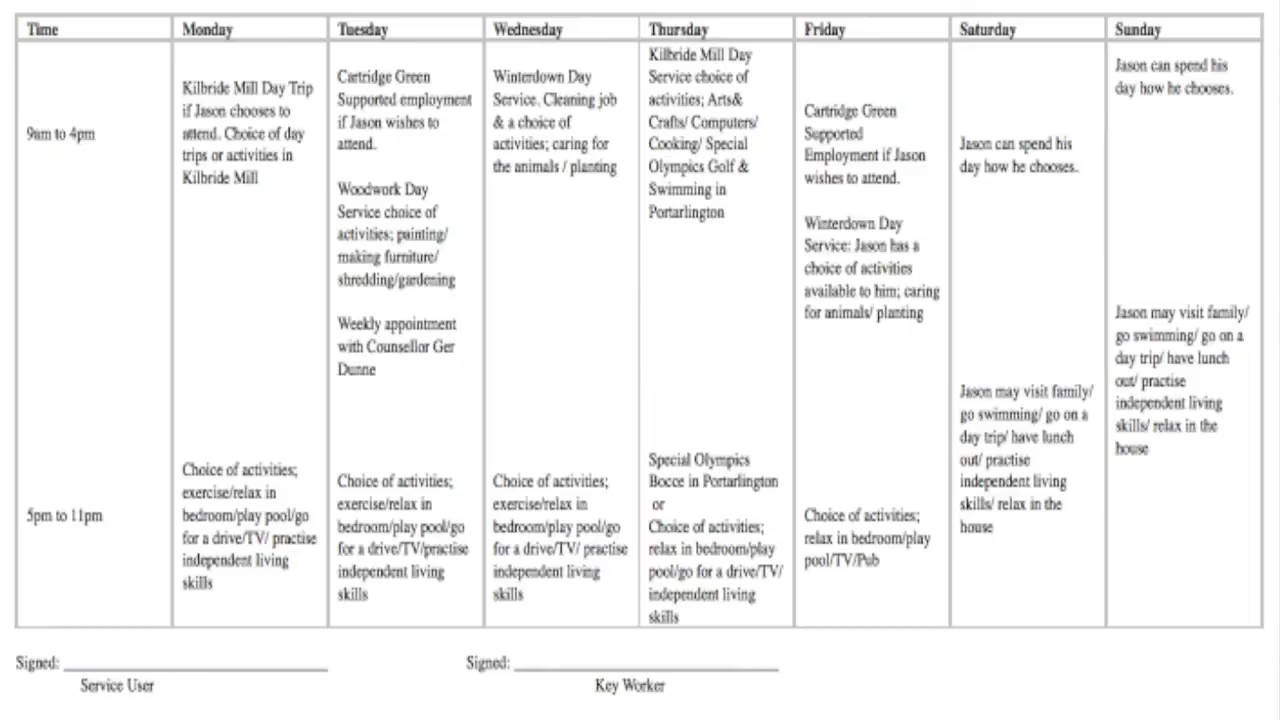 Time
Monday
Tuesday
Wednesday
Thursday
Friday
Saturday
Sunday
9am to 4pm
Kilbride Mill Day Trip
if Jason chooses to
attend. Choice of day
trips or activities in
Kilbride Mill
Cartridge Green
Supported employment
if Jason wishes to
attend.
Woodwork Day
Service choice of
activities; painting/
making furniture/
shredding/gardening
Weekly appointment
with Counsellor Ger
Dunne
Winterdown Day
Service. Cleaning job
& a choice of
activities; caring for
the animals / planting
Kilbride Mill Day
Service choice of
activities; Arts&
Crafts/ Computers/
Cooking/ Special
Olympics Golf &
Swimming in
Portarlington
Cartridge Green
Supported
Employment if Jason
wishes to attend.
Winterdown Day
Service: Jason has a
choice of activities
available to him; caring
for animals/ planting
Jason can spend his
day how he chooses.
Jason can spend his
day how he chooses.
5pm to 11pm
Choice of activities;
exercise/relax in
bedroom/play pool/go
for a drive/TV/ practise
independent living
skills
Choice of activities;
exercise/relax in
bedroom/play pool/go
for a drive/TV/practise
independent living
skills
Choice of activities;
exercise/relax in
bedroom/play pool/go
for a drive/TV/ practise
independent living
skills
Special Olympics
Bocce in Portarlington
or
Choice of activities;
relax in bedroom/play
pool/go for a drive/TV/
independent living
skills
Choice of activities;
relax in bedroom/play
pool/TV/Pub
Jason may visit family/
go swimming/ go on a
day trip/ have lunch
out/ practise
independent living
skills/ relax in the
house
Jason may visit family/
go swimming/ go on a
day trip/ have lunch
out/ practise
independent living
skills/ relax in the
house
Signed:
Service User
Signed:
Key Worker